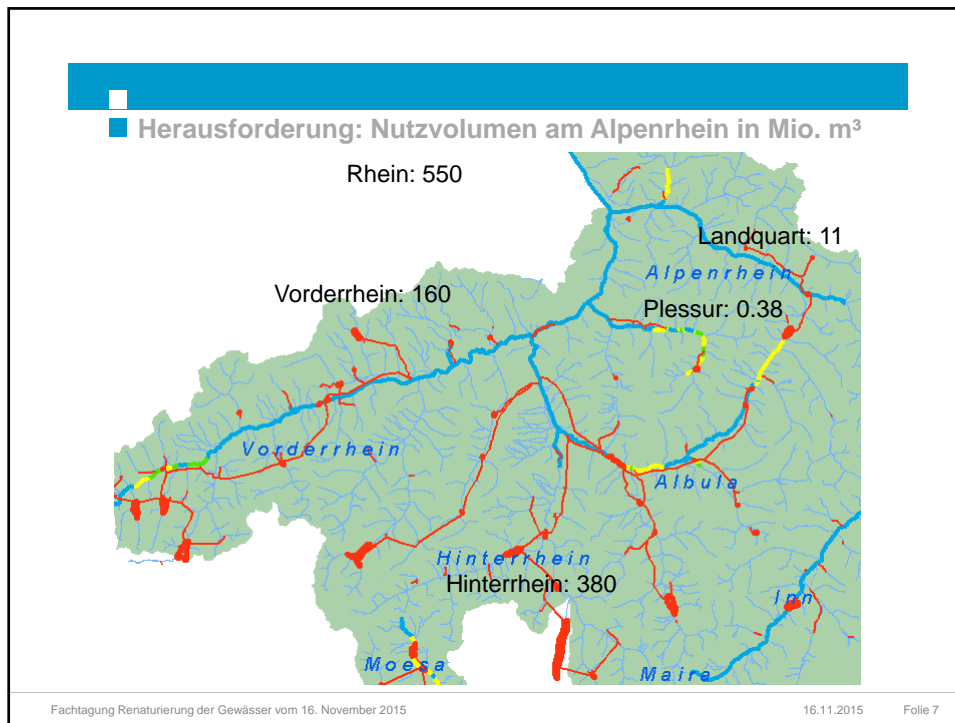 Herausforderung: Nutzvolumen am Alpenrhein in Mio. m³
Rhein: 550
Landquart: 11
Alpenrhein
Vorderrhein: 160
Plessur: 0.38
Vorderrhein
Albula
Hinterrhein
Hinterrhein: 380
Inn
Moesa
Maira
Fachtagung Renaturierung der Gewässer vom 16. November 2015
16.11.2015
Folie 7